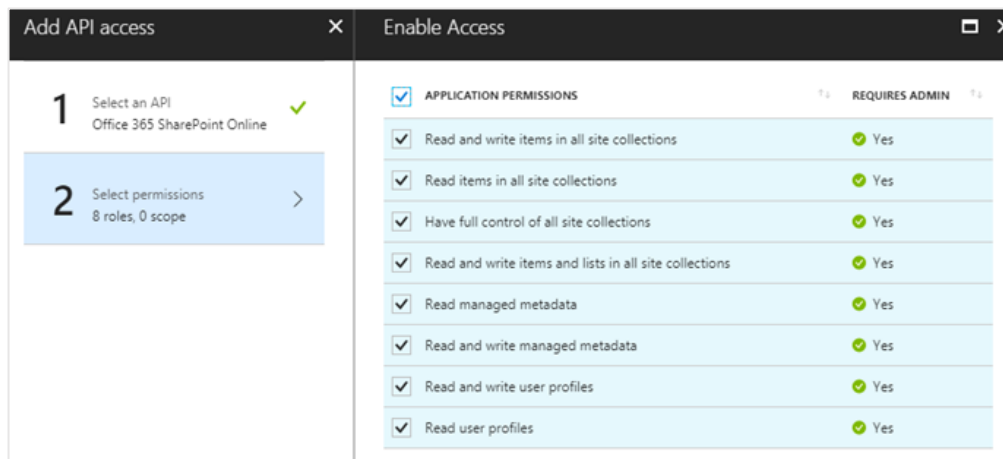 Add API access
Enable Access
1
Select an API
Office 365 SharePoint Online
2
Select permissions
8 roles, 0 scope
APPLICATION PERMISSIONS REQUIRES ADMIN
Read and write items in all site collections Yes
Read items in all site collections Yes
Have full control of all site collections Yes
Read and write items and lists in all site collections Yes
Read managed metadata Yes
Read and write managed metadata Yes
Read and write user profiles Yes
Read user profiles Yes